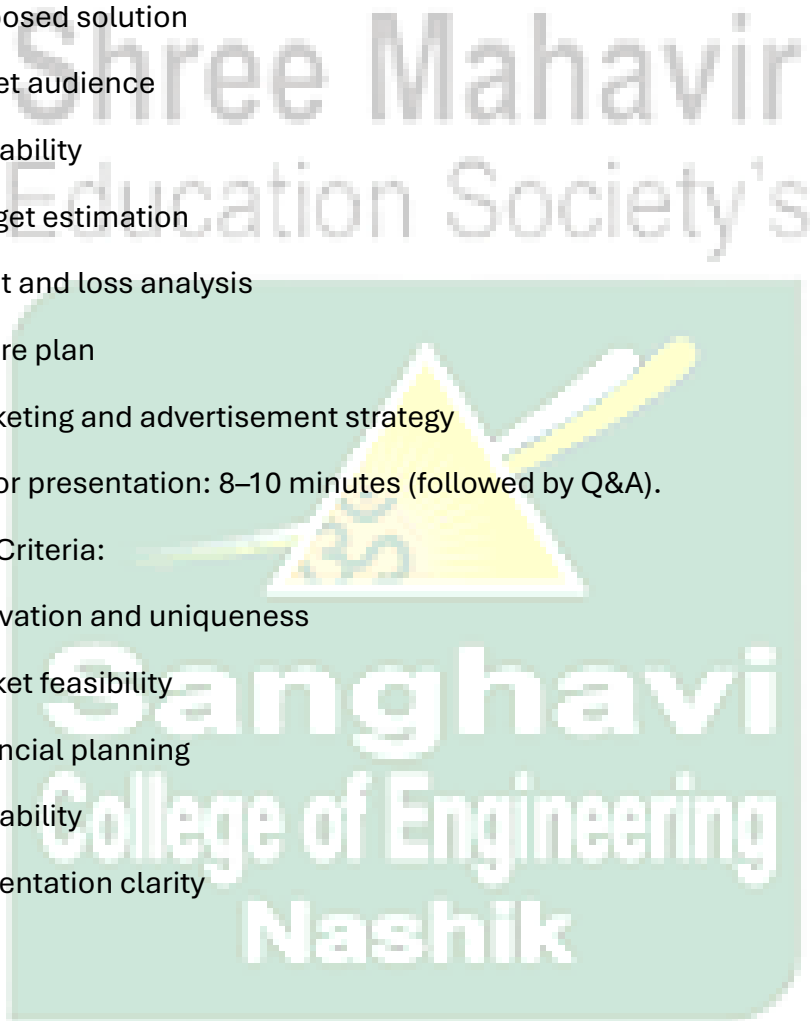 posed solution
Shree Mahavir
et audience
ability
Education Society's
get estimation
t and loss analysis
re plan
keting and advertisement strategy
or presentation: 8–10 minutes (followed by Q&A).
Criteria:
ॐ
vation and uniqueness
Sanghavi
ket feasibility
ncial planning
ability
College of Engineering
entation clarity
Nashik